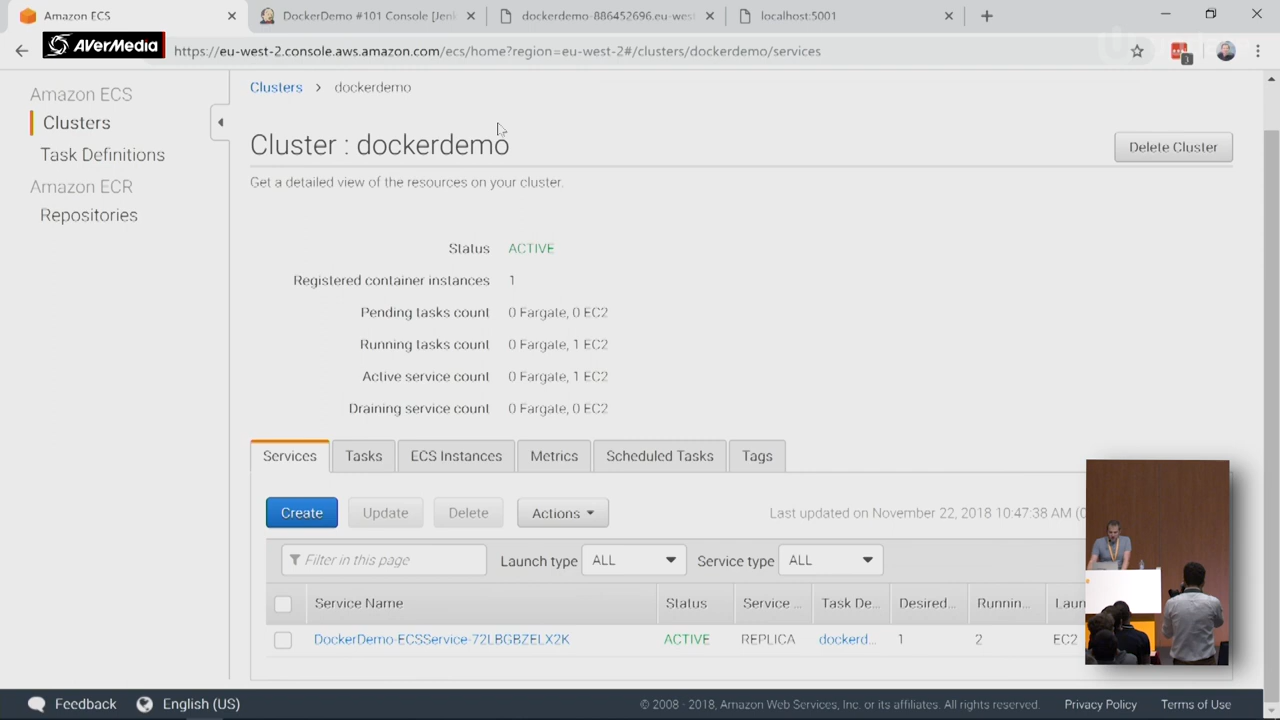 Amazon ECS
DockerDemo #101 Console [Jenk
dockerdemo-886452696.eu-west
localhost:5001
AVerMedia
https://eu-west-2.console.aws.amazon.com/ecs/home?region=eu-west-2#/clusters/dockerdemo/services
Amazon ECS
Clusters
Task Definitions
Amazon ECR
Repositories
Clusters > dockerdemo
Cluster : dockerdemo
Delete Cluster
Get a detailed view of the resources on your cluster.
Status ACTIVE
Registered container instances 1
Pending tasks count 0 Fargate, 0 EC2
Running tasks count 0 Fargate, 1 EC2
Active service count 0 Fargate, 1 EC2
Draining service count 0 Fargate, 0 EC2
Services Tasks ECS Instances Metrics Scheduled Tasks Tags
Create Update Delete Actions
Last updated on November 22, 2018 10:47:38 AM (0
Filter in this page Launch type ALL Service type ALL
Service Name Status Service ... Task De... Desired... Runnin... Laun
DockerDemo-ECSService-72LBGBZELX2K ACTIVE REPLICA dockerd... 1 2 EC2
Feedback English (US)
© 2008 - 2018, Amazon Web Services, Inc. or its affiliates. All rights reserved. Privacy Policy Terms of Use